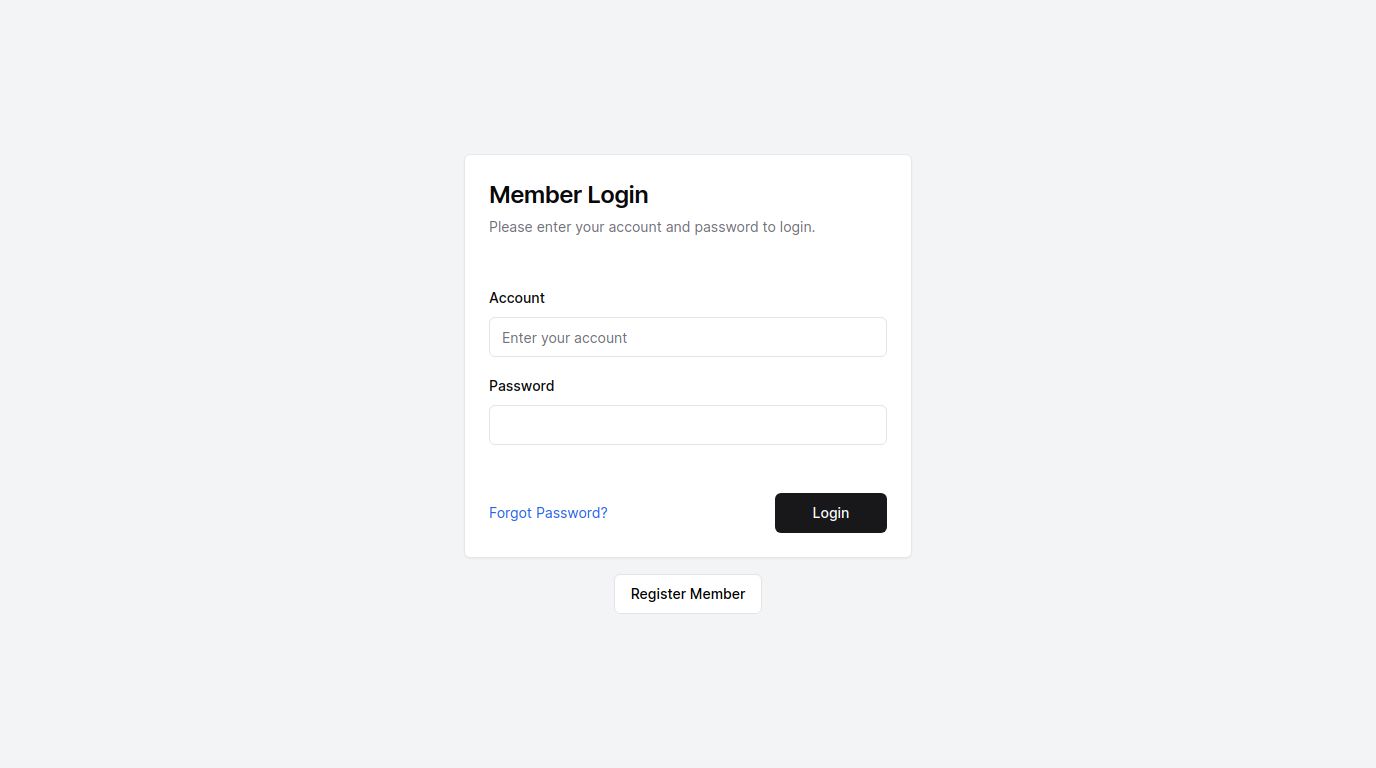 Member Login
Please enter your account and password to login.
Account
Enter your account
Password
Forgot Password?
Login
Register Member